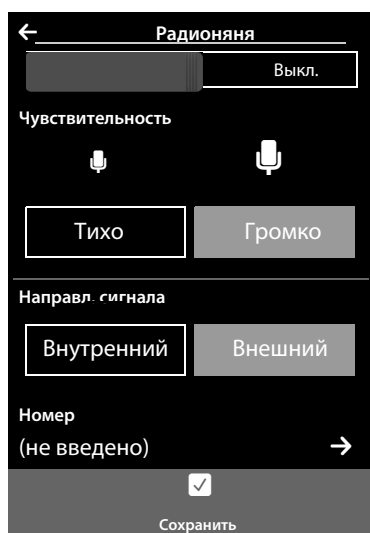 Радионяня
Выкл.
Чувствительность
Тихо Громко
Направл. сигнала
Внутренний Внешний
Номер
(не введено)
Сохранить